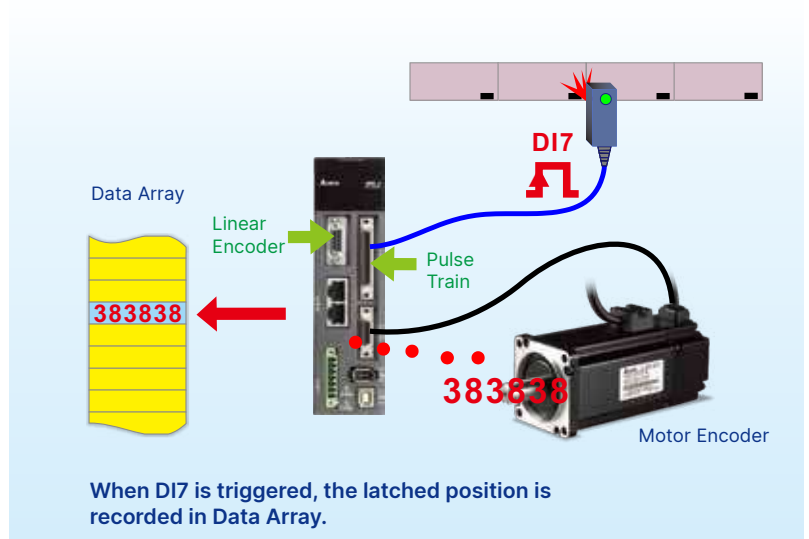 DI7
Data Array
Linear
Encoder
Pulse
Train
383838
383838
Motor Encoder
When DI7 is triggered, the latched position is
recorded in Data Array.